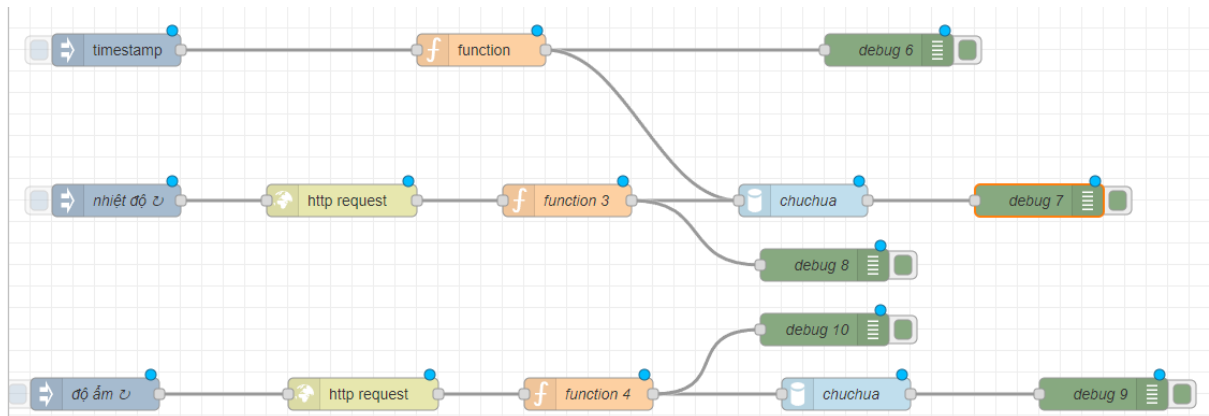 timestamp
function
debug 6
nhiệt độ ↻
http request
function 3
chuchua
debug 7
debug 8
debug 10
độ ẩm ↻
http request
function 4
chuchua
debug 9